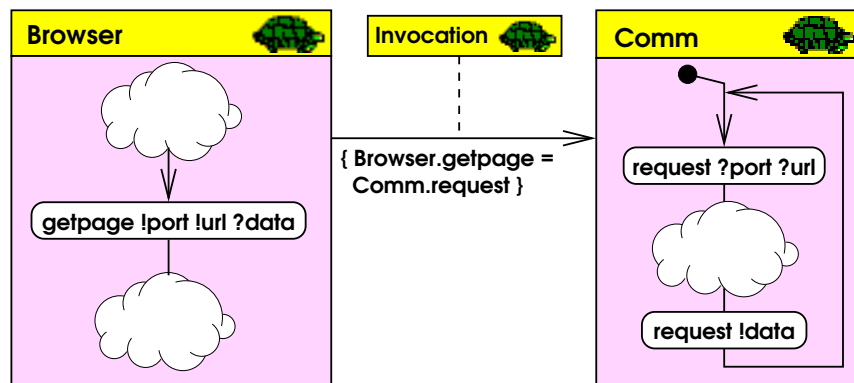 Browser
Invocation
Comm
getpage !port !url ?data
{ Browser.getpage =
Comm.request }
request ?port ?url
request !data